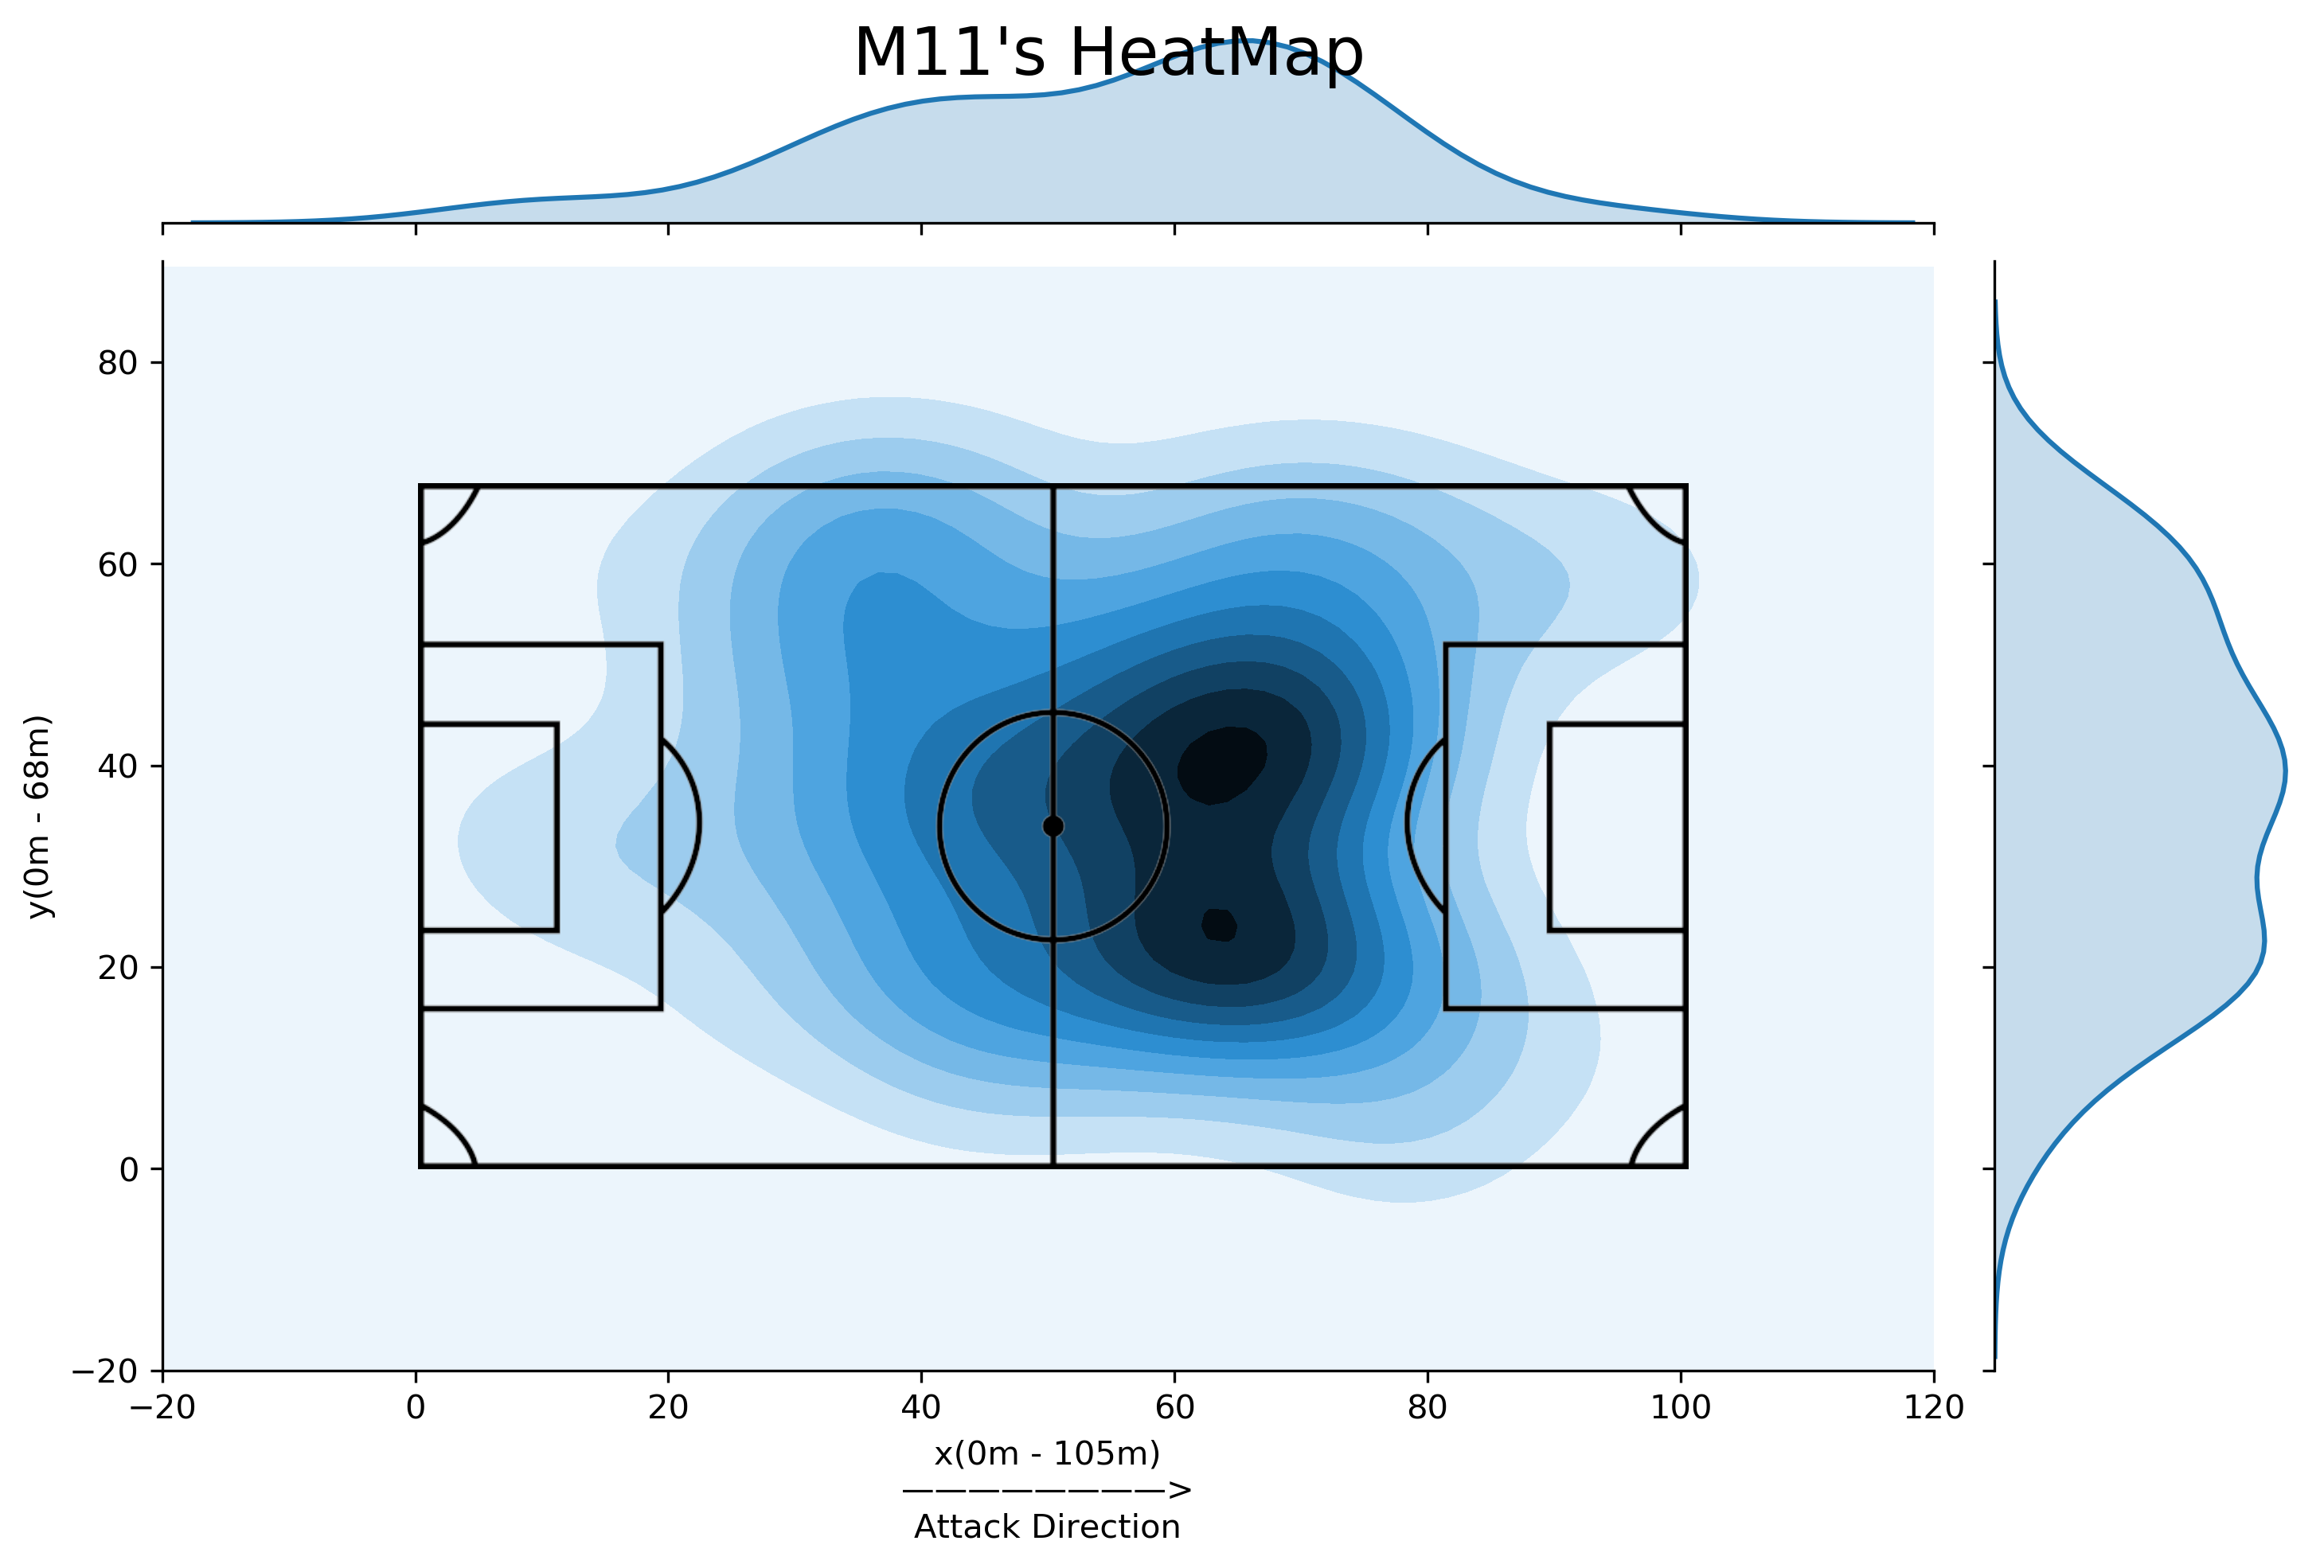 M11's HeatMap
80
60
40
20
0
−20
y(0m - 68m)
−20 0 20 40 60 80 100 120
x(0m - 105m)
————————>
Attack Direction